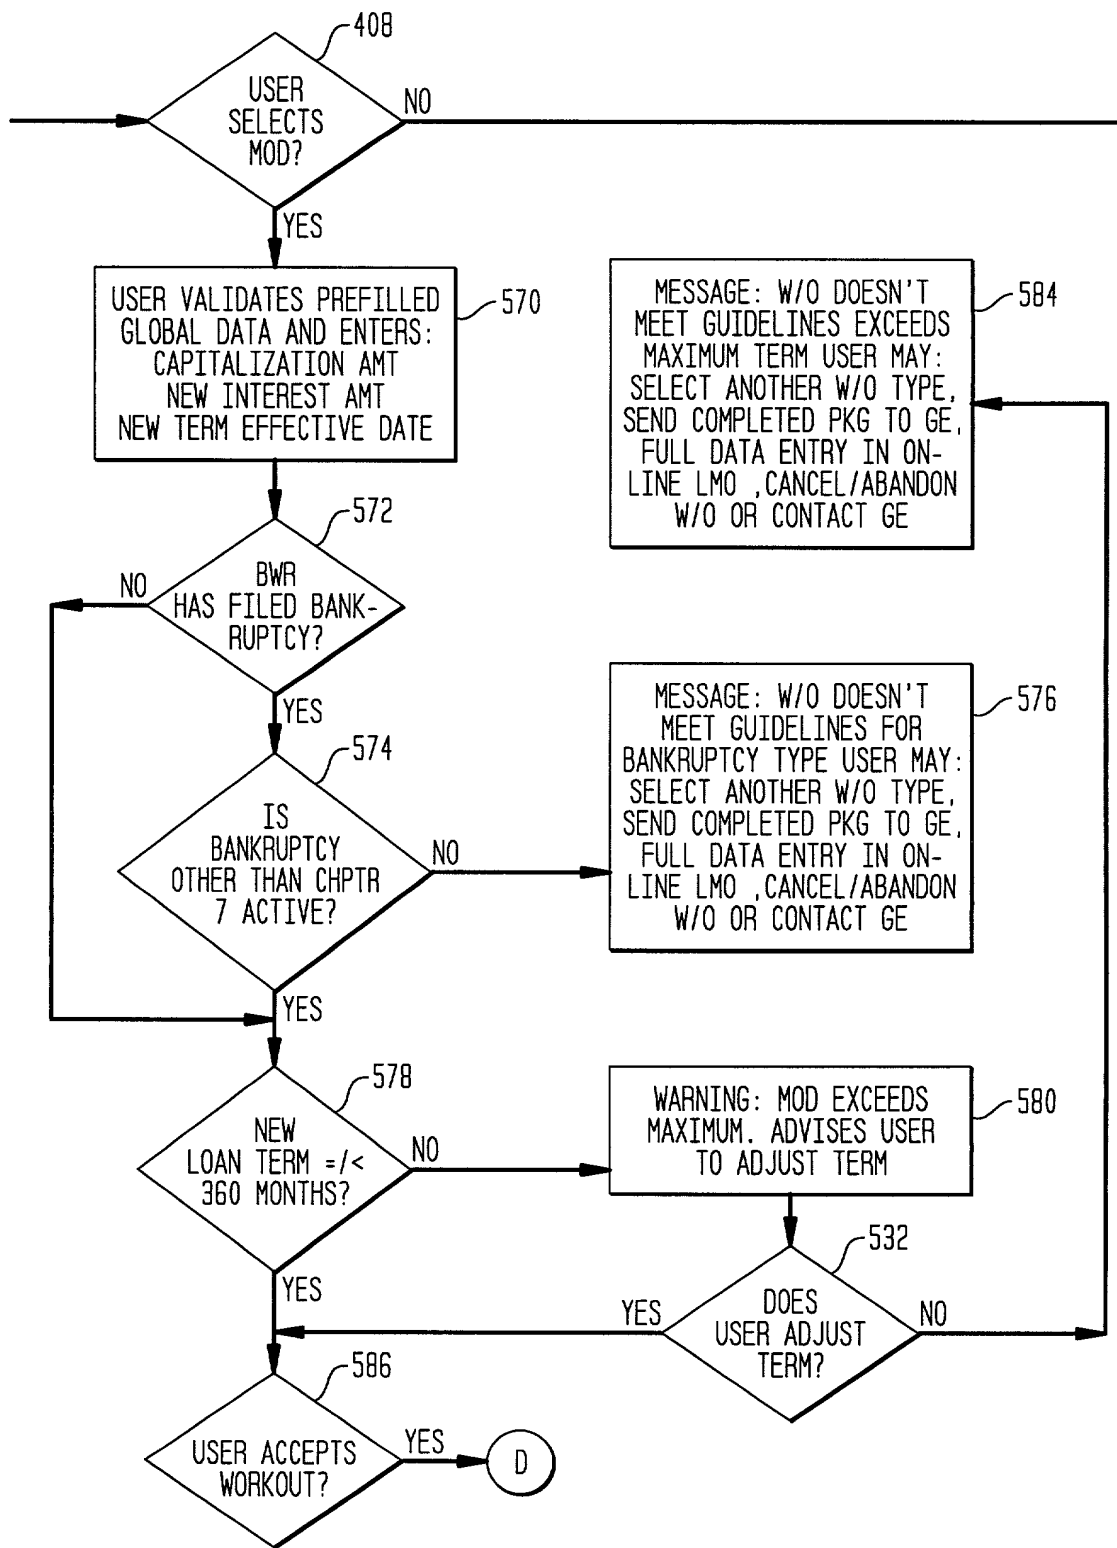 408
USER
SELECTS
MOD?
NO
YES
USER VALIDATES PREFILLED
GLOBAL DATA AND ENTERS:
CAPITALIZATION AMT
NEW INTEREST AMT
NEW TERM EFFECTIVE DATE
570
MESSAGE: W/O DOESN'T
MEET GUIDELINES EXCEEDS
MAXIMUM TERM USER MAY:
SELECT ANOTHER W/O TYPE,
SEND COMPLETED PKG TO GE,
FULL DATA ENTRY IN ON-
LINE LMO ,CANCEL/ABANDON
W/O OR CONTACT GE
584
572
BWR
HAS FILED BANK-
RUPTCY?
NO
YES
574
IS
BANKRUPTCY
OTHER THAN CHPTR
7 ACTIVE?
NO
YES
MESSAGE: W/O DOESN'T
MEET GUIDELINES FOR
BANKRUPTCY TYPE USER MAY:
SELECT ANOTHER W/O TYPE,
SEND COMPLETED PKG TO GE,
FULL DATA ENTRY IN ON-
LINE LMO ,CANCEL/ABANDON
W/O OR CONTACT GE
576
578
NEW
LOAN TERM =/<
360 MONTHS?
NO
YES
WARNING: MOD EXCEEDS
MAXIMUM. ADVISES USER
TO ADJUST TERM
580
532
DOES
USER ADJUST
TERM?
YES
NO
586
USER ACCEPTS
WORKOUT?
YES
D